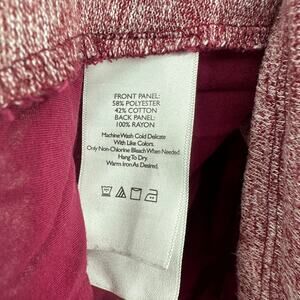 FRONT PANEL:
58% POLYESTER
42% COTTON
BACK PANEL:
100% RAYON
Machine Wash Cold Delicate
With Like Colors.
Only Non-Chlorine Bleach When Needed
Hang To Dry.
Warm Iron As Desired.